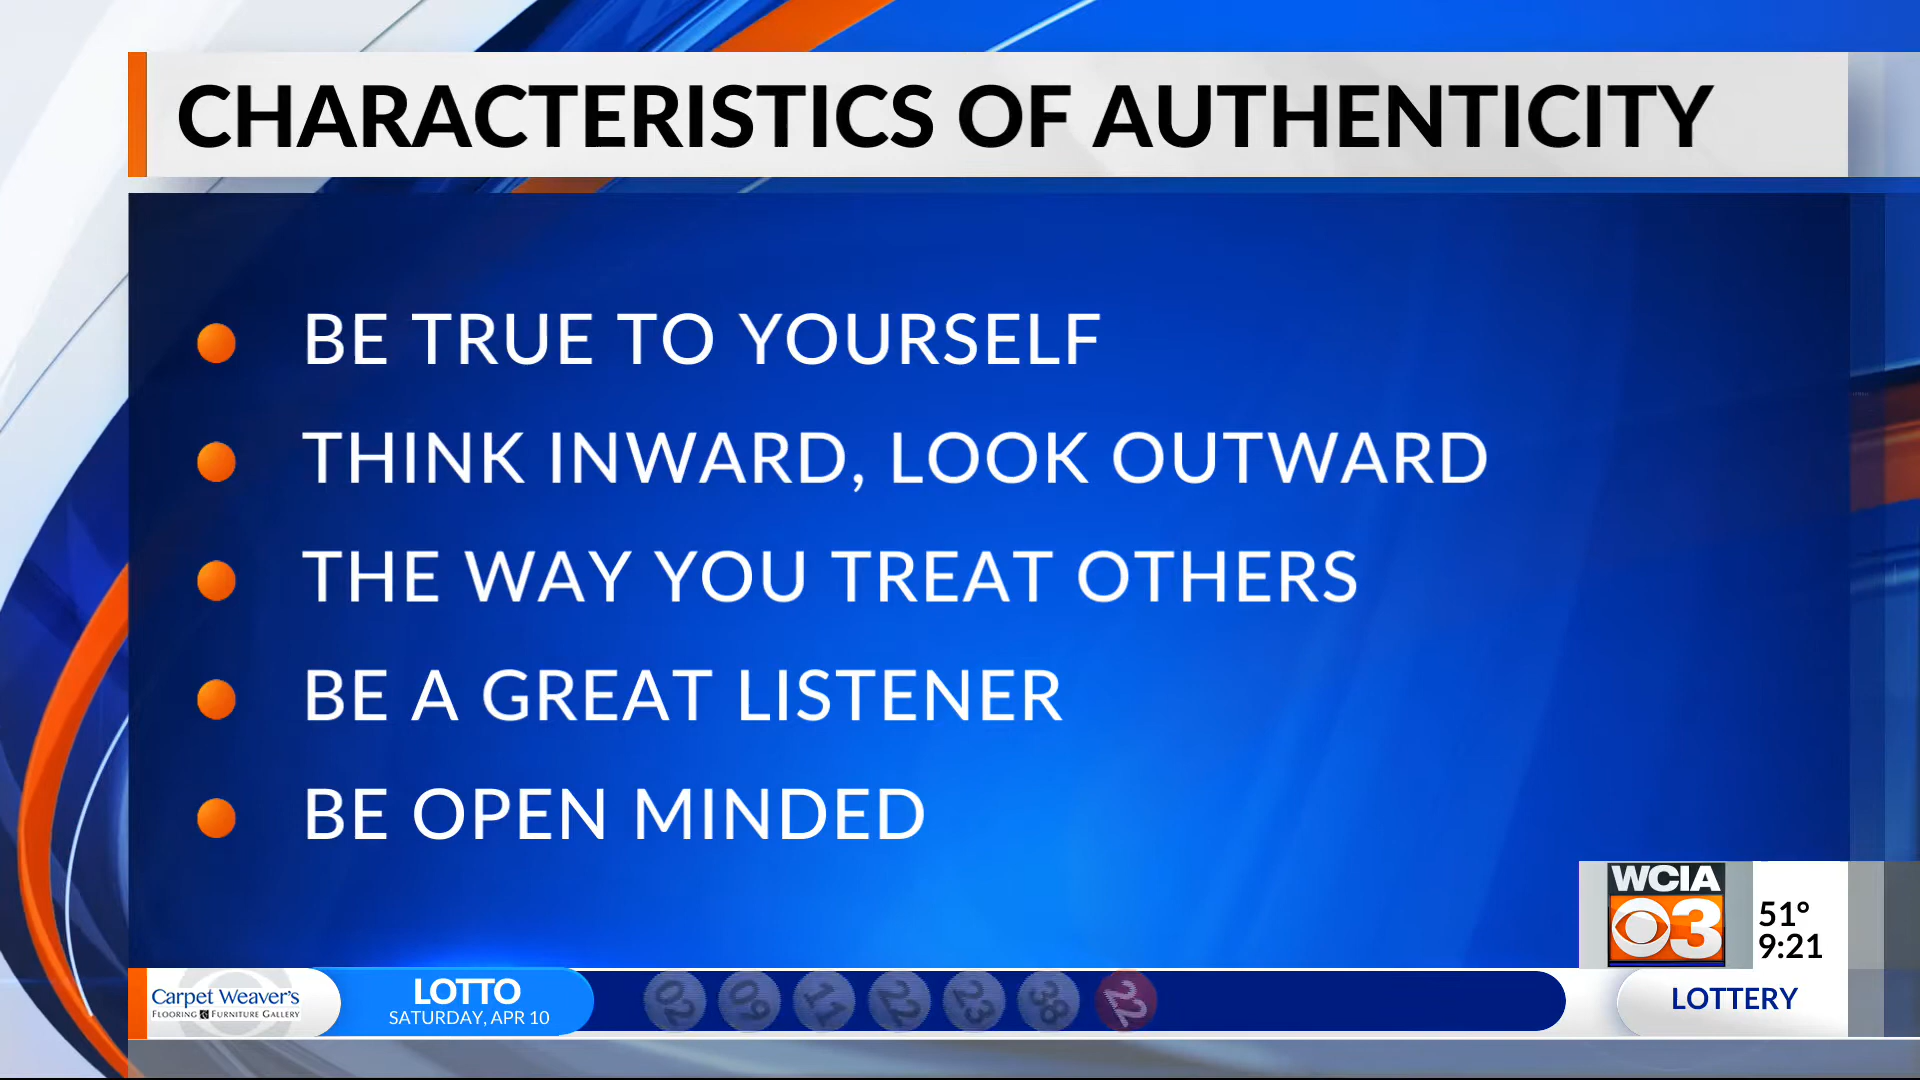 CHARACTERISTICS OF AUTHENTICITY
BE TRUE TO YOURSELF
THINK INWARD, LOOK OUTWARD
THE WAY YOU TREAT OTHERS
BE A GREAT LISTENER
BE OPEN MINDED
WCIA
3
51°
9:21
Carpet Weaver's
FLOORING & FURNITURE GALLERY
LOTTO
SATURDAY, APR 10
02 09 11 22 23 38 22
LOTTERY